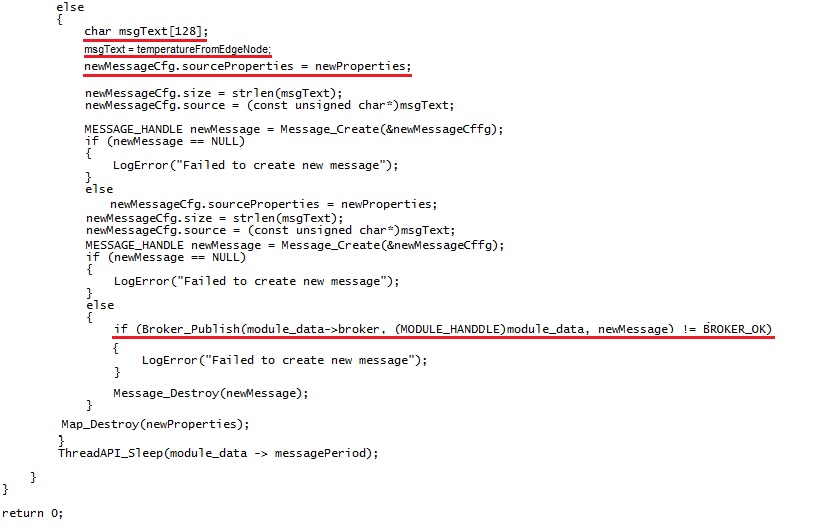 else
{
char msgText[128];
msgText = temperatureFromEdgeNode;
newMessageCfg.sourceProperties = newProperties;
newMessageCfg.size = strlen(msgText);
newMessageCfg.source = (const unsigned char*)msgText;
MESSAGE_HANDLE newMessage = Message_Create(&newMessageCffg);
if (newMessage == NULL)
{
LogError("Failed to create new message");
}
else
newMessageCfg.sourceProperties = newProperties;
newMessageCfg.size = strlen(msgText);
newMessageCfg.source = (const unsigned char*)msgText;
MESSAGE_HANDLE newMessage = Message_Create(&newMessageCffg);
if (newMessage == NULL)
{
LogError("Failed to create new message");
}
else
{
if (Broker_Publish(module_data->broker, (MODULE_HANDDLE)module_data, newMessage) != BROKER_OK)
{
LogError("Failed to create new message");
}
Message_Destroy(newMessage);
}
Map_Destroy(newProperties);
}
ThreadAPI_Sleep(module_data -> messagePeriod);
}
}
return 0;